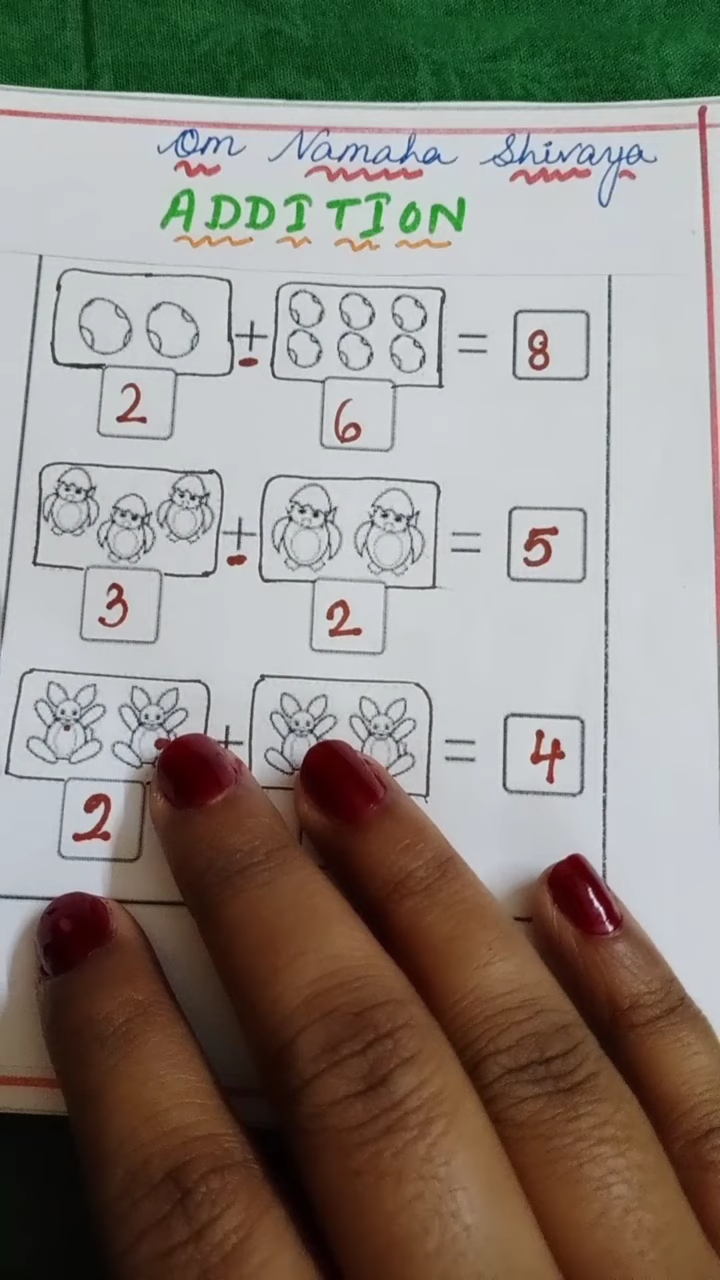 Om Namaha Shivaya
ADDITION
+ = 8
2 6
+ = 5
3 2
+ = 4
2